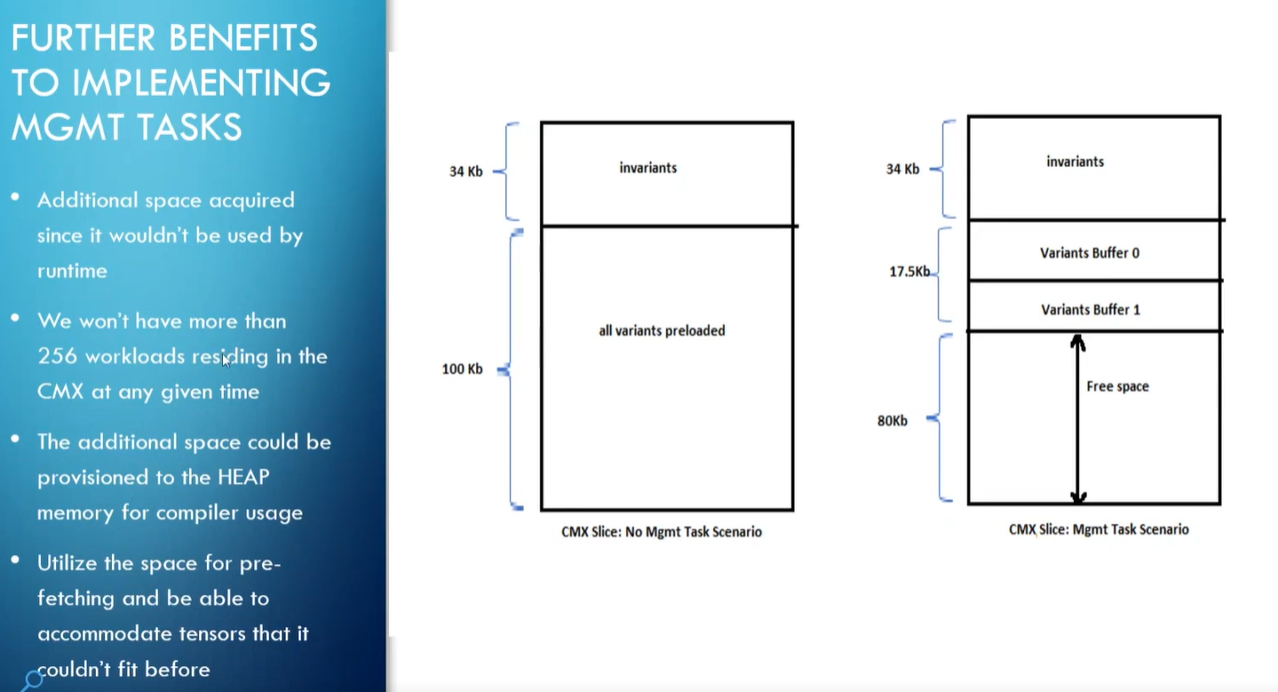 FURTHER BENEFITS
TO IMPLEMENTING
MGMT TASKS
• Additional space acquired
since it wouldn't be used by
runtime
• We won't have more than
256 workloads residing in the
CMX at any given time
• The additional space could be
provisioned to the HEAP
memory for compiler usage
• Utilize the space for pre-
fetching and be able to
accommodate tensors that it
couldn't fit before
34 Kb
invariants
100 Kb
all variants preloaded
CMX Slice: No Mgmt Task Scenario
34 Kb
invariants
17.5Kb
Variants Buffer 0
Variants Buffer 1
80Kb
Free space
CMX Slice: Mgmt Task Scenario